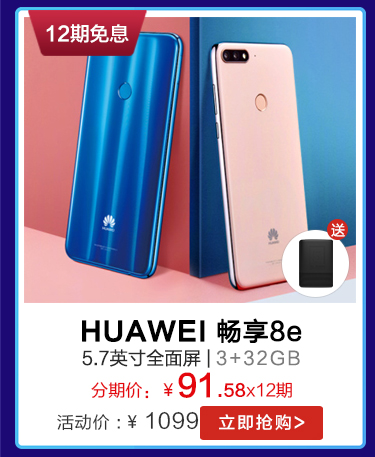 12期免息
HUAWEI
HUAWEI
送
HUAWEI 畅享8e
5.7英寸全面屏 | 3+32GB
分期价：¥91.58x12期
活动价：¥ 1099
立即抢购>